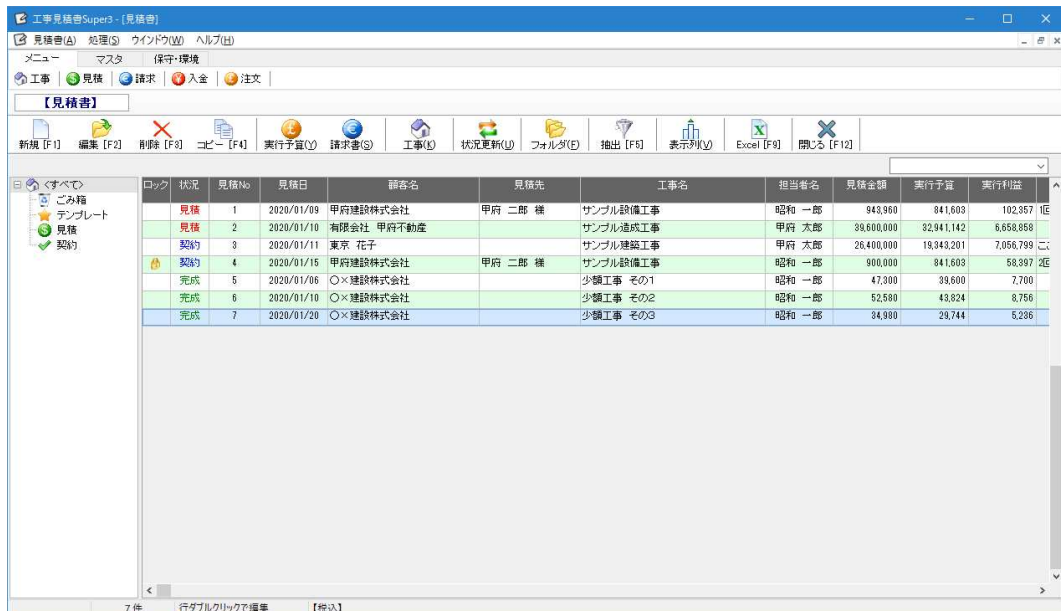 工事見積書Super3 - [見積書]
見積書(A) 処理(S) ウインドウ(W) ヘルプ(H)
メニュー マスタ 保守・環境
工事 見積 請求 入金 注文
【見積書】
新規 [F1] 編集 [F2] 削除 [F3] コピー [F4] 実行予算(Y) 請求書(S) 工事(K) 状況更新(U) フォルダ(F) 抽出 [F5] 表示列(V) Excel [F9] 閉じる [F12]
<すべて>
ごみ箱
テンプレート
見積
契約
ロック 状況 見積No 見積日 顧客名 見積先 工事名 担当者名 見積金額 実行予算 実行利益
見積 1 2020/01/09 甲府建設株式会社 甲府 二郎 様 サンプル設備工事 昭和 一郎 943,960 841,603 102,357 1回
見積 2 2020/01/10 有限会社 甲府不動産 サンプル造成工事 甲府 太郎 39,600,000 32,941,142 6,658,858
契約 3 2020/01/11 東京 花子 サンプル建築工事 甲府 太郎 26,400,000 19,343,201 7,056,799 ここ
契約 4 2020/01/15 甲府建設株式会社 甲府 二郎 様 サンプル設備工事 昭和 一郎 900,000 841,603 58,397 2回
完成 5 2020/01/06 〇×建設株式会社 少額工事 その1 昭和 一郎 47,300 39,600 7,700
完成 6 2020/01/10 〇×建設株式会社 少額工事 その2 昭和 一郎 52,580 43,824 8,756
完成 7 2020/01/20 〇×建設株式会社 少額工事 その3 昭和 一郎 34,980 29,744 5,236
7 件 行ダブルクリックで編集 【税込】